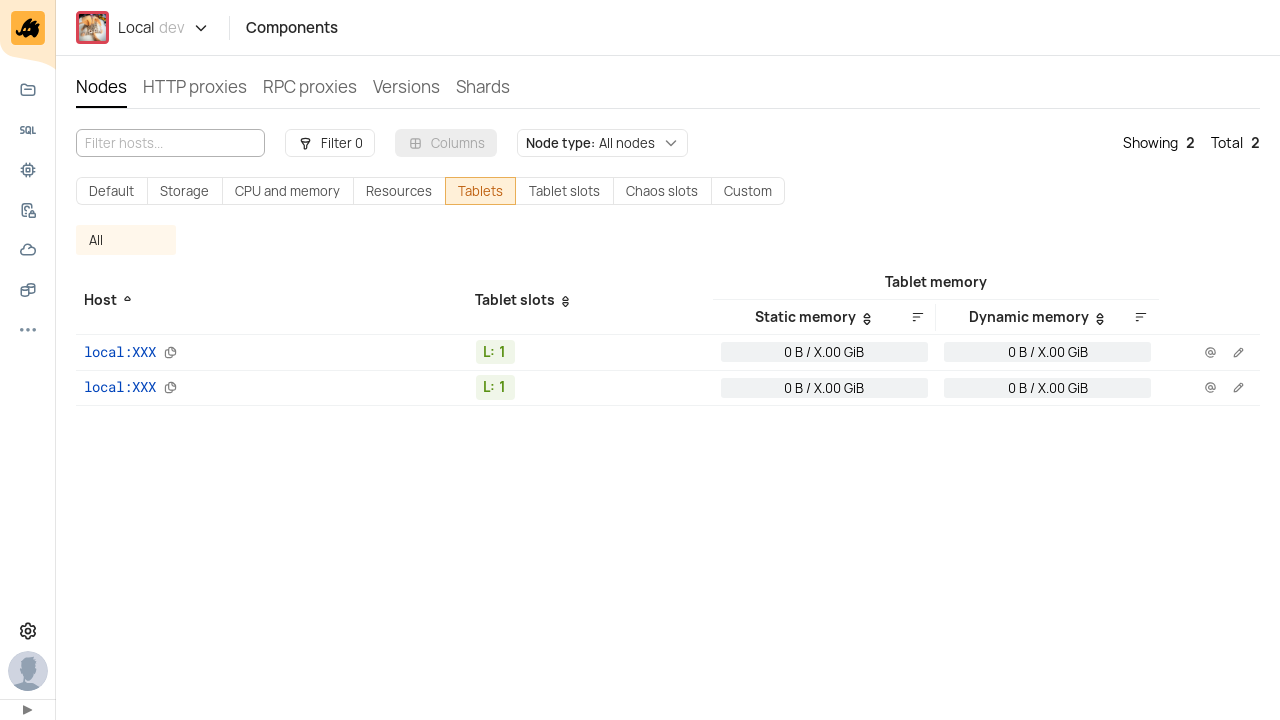 Local dev
Components
Nodes HTTP proxies RPC proxies Versions Shards
Filter hosts...
Filter 0
Columns
Node type: All nodes
Showing 2 Total 2
Default Storage CPU and memory Resources Tablets Tablet slots Chaos slots Custom
All
Tablet memory
Host Tablet slots
Static memory Dynamic memory
local:XXX L: 1 0 B / X.00 GiB 0 B / X.00 GiB
local:XXX L: 1 0 B / X.00 GiB 0 B / X.00 GiB
SQL